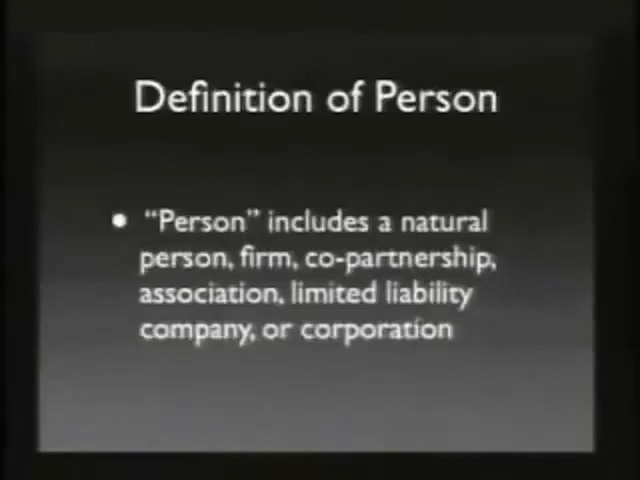 Definition of Person
• “Person” includes a natural
person, firm, co-partnership,
association, limited liability
company, or corporation